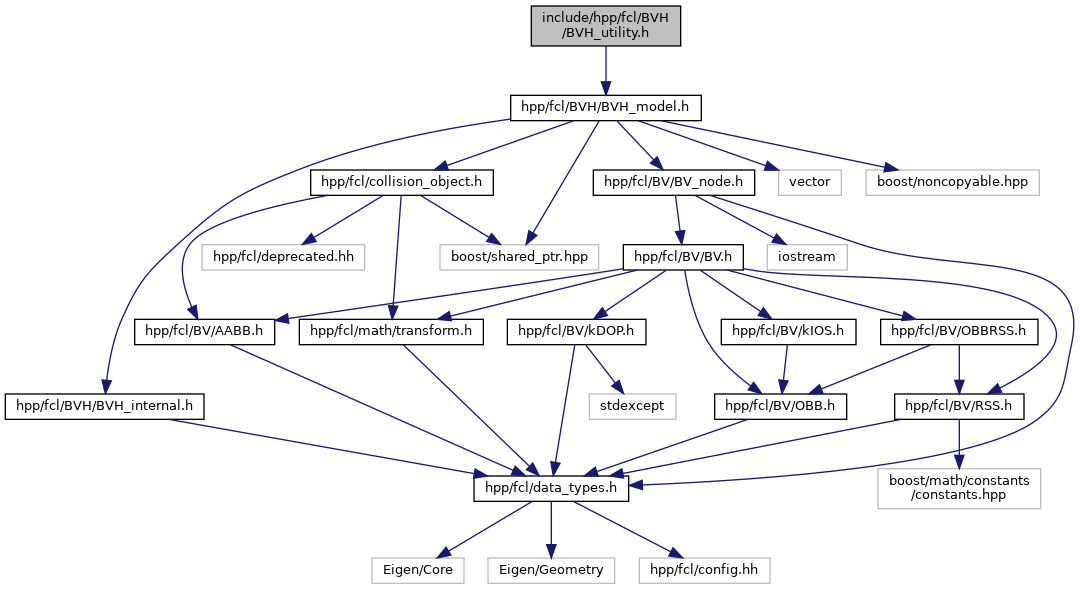 include/hpp/fcl/BVH
/BVH_utility.h
hpp/fcl/BVH/BVH_model.h
hpp/fcl/collision_object.h
hpp/fcl/BV/BV_node.h
vector
boost/noncopyable.hpp
hpp/fcl/deprecated.hh
boost/shared_ptr.hpp
hpp/fcl/BV/BV.h
iostream
hpp/fcl/BV/AABB.h
hpp/fcl/math/transform.h
hpp/fcl/BV/kDOP.h
hpp/fcl/BV/kIOS.h
hpp/fcl/BV/OBBRSS.h
hpp/fcl/BVH/BVH_internal.h
stdexcept
hpp/fcl/BV/OBB.h
hpp/fcl/BV/RSS.h
hpp/fcl/data_types.h
boost/math/constants
/constants.hpp
Eigen/Core
Eigen/Geometry
hpp/fcl/config.hh